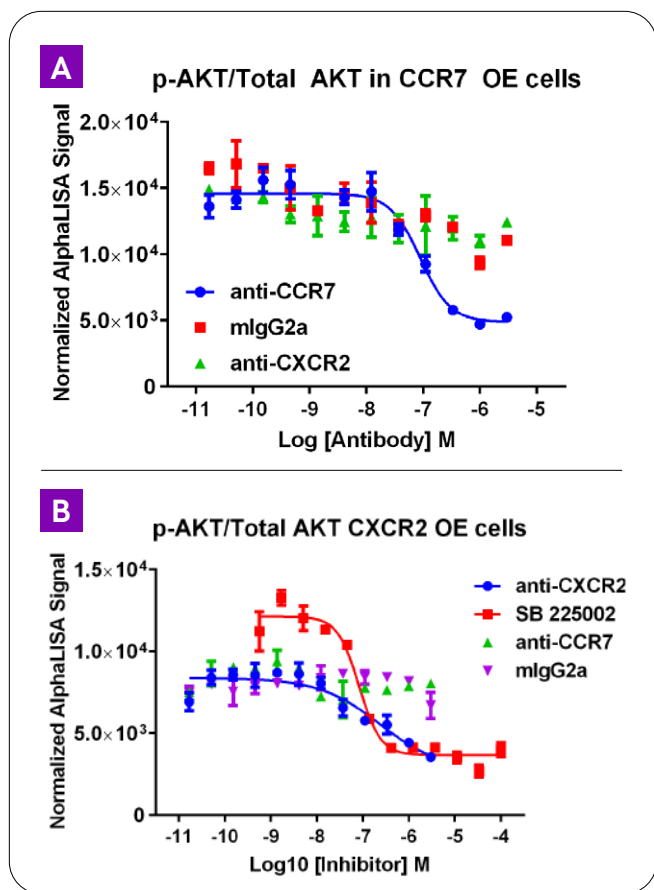 A
p-AKT/Total AKT in CCR7 OE cells
Normalized AlphaLISA Signal
2.0×10⁴
1.5×10⁴
1.0×10⁴
5.0×10³
0
anti-CCR7
mIgG2a
anti-CXCR2
-11 -10 -9 -8 -7 -6 -5
Log [Antibody] M
B
p-AKT/Total AKT CXCR2 OE cells
Normalized AlphaLISA Signal
1.5×10⁴
1.0×10⁴
5.0×10³
0
anti-CXCR2
SB 225002
anti-CCR7
mIgG2a
-11 -10 -9 -8 -7 -6 -5 -4
Log10 [Inhibitor] M